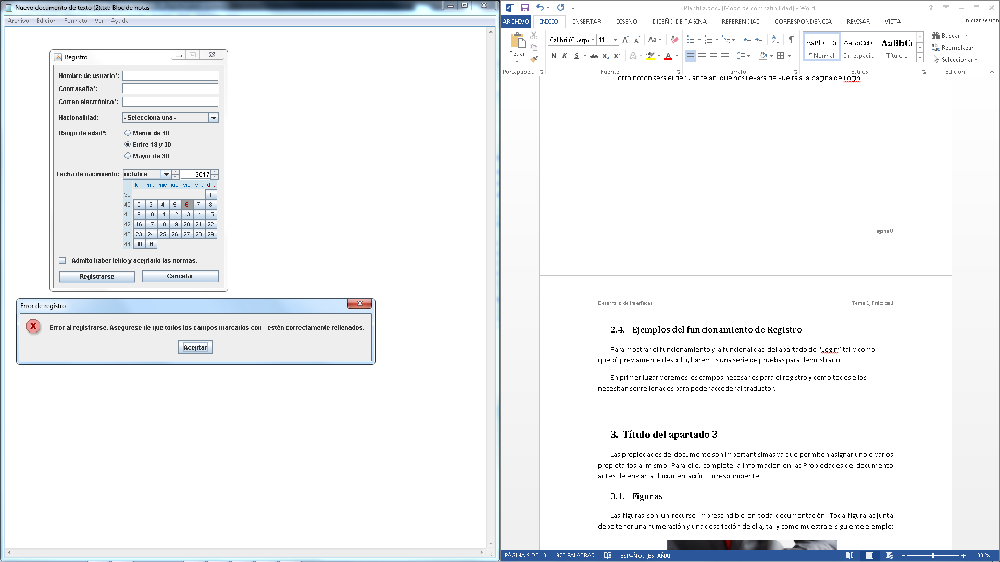 Nuevo documento de texto (2).txt: Bloc de notas
Archivo Edición Formato Ver Ayuda
Registro
Nombre de usuario*:
Contraseña*:
Correo electrónico*:
Nacionalidad: - Selecciona una -
Rango de edad*: Menor de 18
Entre 18 y 30
Mayor de 30
Fecha de nacimiento: octubre 2017
lun m... mié jue vie s... d...
39 1
40 2 3 4 5 6 7 8
41 9 10 11 12 13 14 15
42 16 17 18 19 20 21 22
43 23 24 25 26 27 28 29
44 30 31
* Admito haber leído y aceptado las normas.
Registrarse Cancelar
Error de registro
Error al registrarse. Asegurese de que todos los campos marcados con * estén correctamente rellenados.
Aceptar
Plantilla.docx [Modo de compatibilidad] - Word
ARCHIVO INICIO INSERTAR DISEÑO DISEÑO DE PÁGINA REFERENCIAS CORRESPONDENCIA REVISAR VISTA Iniciar sesión
Pegar
Calibri (Cuerpo 11
N K S abc x₂ x²
AaBbCcDc AaBbCcDc AaBbCc
¶ Normal Sin espaci... Título 1
Buscar
Reemplazar
Seleccionar
Portapape... Fuente Párrafo Estilos Edición
El otro botón será el de “Cancelar” que nos llevará de vuelta a la página de Login.
Página 8
Desarrollo de Interfaces Tema 1, Práctica 1
2.4. Ejemplos del funcionamiento de Registro
Para mostrar el funcionamiento y la funcionalidad del apartado de “Login” tal y como
quedó previamente descrito, haremos una serie de pruebas para demostrarlo.
En primer lugar veremos los campos necesarios para el registro y como todos ellos
necesitan ser rellenados para poder acceder al traductor.
3. Título del apartado 3
Las propiedades del documento son importantísimas ya que permiten asignar uno o varios
propietarios al mismo. Para ello, complete la información en las Propiedades del documento
antes de enviar la documentación correspondiente.
3.1. Figuras
Las figuras son un recurso imprescindible en toda documentación. Toda figura adjunta
debe tener una numeración y una descripción de ella, tal y como muestra el siguiente ejemplo:
PÁGINA 9 DE 10 973 PALABRAS ESPAÑOL (ESPAÑA) 100 %